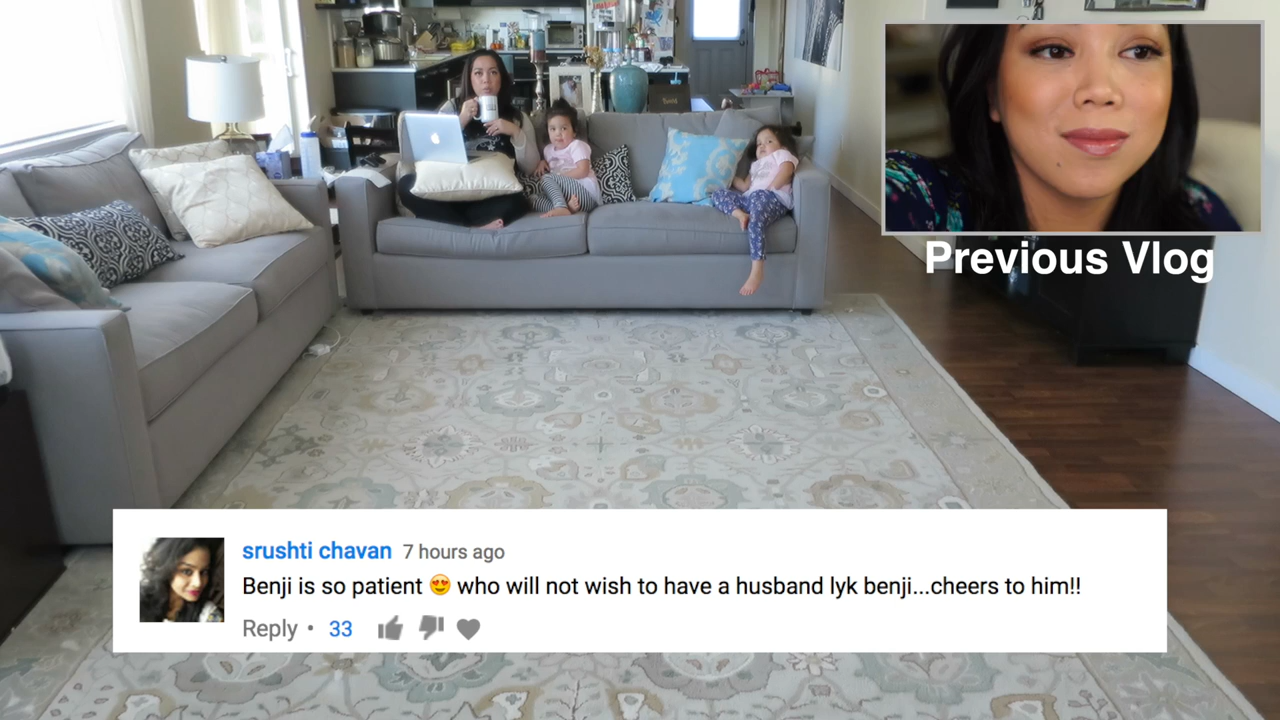 Previous Vlog
srushti chavan 7 hours ago
Benji is so patient 😍 who will not wish to have a husband lyk benji...cheers to him!!
Reply • 33